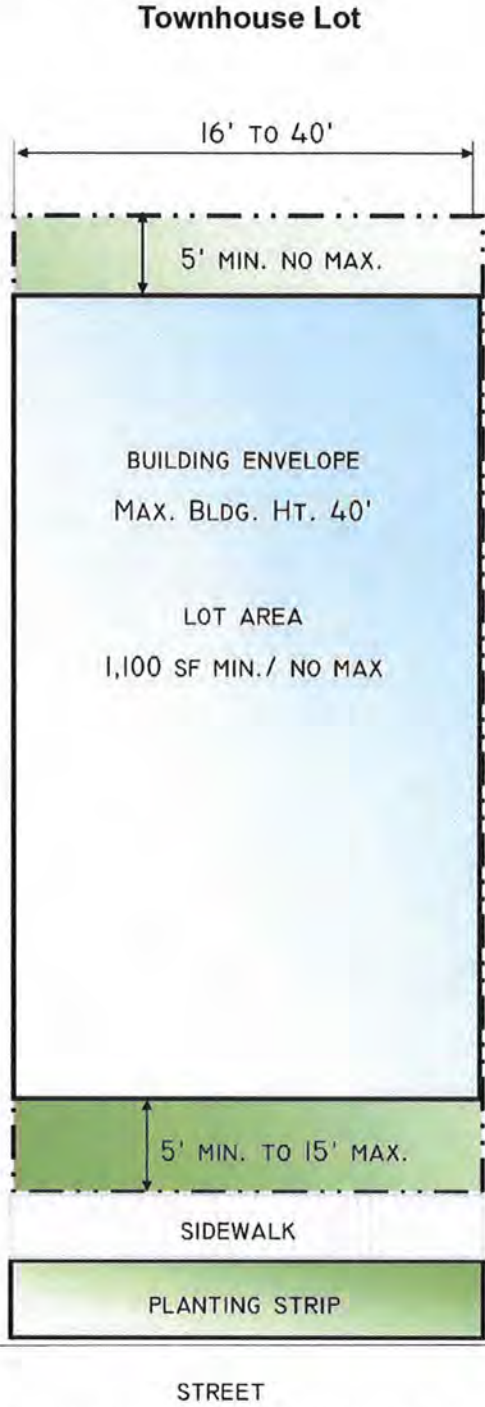 Townhouse Lot
16' TO 40'
5' MIN. NO MAX.
BUILDING ENVELOPE
MAX. BLDG. HT. 40'
LOT AREA
1,100 SF MIN./ NO MAX
5' MIN. TO 15' MAX.
SIDEWALK
PLANTING STRIP
STREET